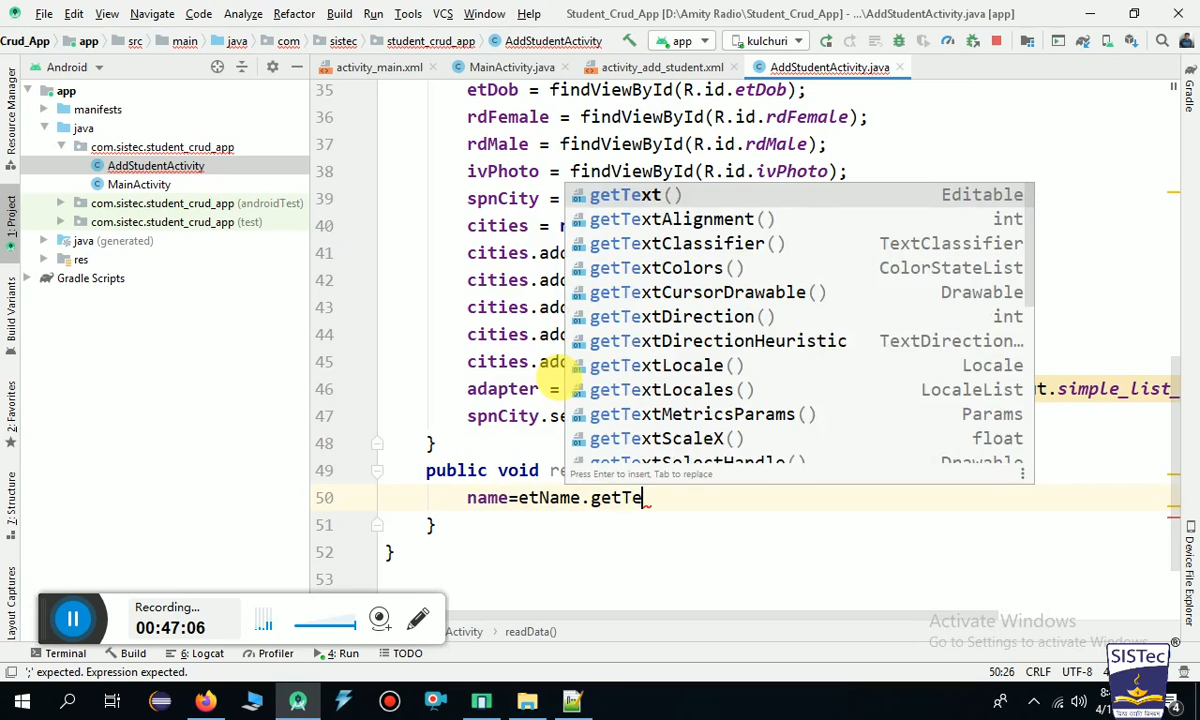 File Edit View Navigate Code Analyze Refactor Build Run Tools VCS Window Help Student_Crud_App [D:\Amity Radio\Student_Crud_App] - ...\AddStudentActivity.java [app]
Crud_App app src main java com sistec student_crud_app AddStudentActivity app kulchuri
Android activity_main.xml MainActivity.java activity_add_student.xml AddStudentActivity.java
Resource Manager
1: Project
Build Variants
2: Favorites
7: Structure
Layout Captures
Gradle
Device File Explorer
app
manifests
java
com.sistec.student_crud_app
AddStudentActivity
MainActivity
com.sistec.student_crud_app (androidTest)
com.sistec.student_crud_app (test)
java (generated)
res
Gradle Scripts
35 etDob = findViewById(R.id.etDob);
36 rdFemale = findViewById(R.id.rdFemale);
37 rdMale = findViewById(R.id.rdMale);
38 ivPhoto = findViewById(R.id.ivPhoto);
39 spnCity =
40 cities = n
41 cities.add
42 cities.add
43 cities.add
44 cities.add
45 cities.add
46 adapter = t.simple_list_
47 spnCity.se
48 }
49 public void re
50 name=etName.getTe
51 }
52 }
53
getText() Editable
getTextAlignment() int
getTextClassifier() TextClassifier
getTextColors() ColorStateList
getTextCursorDrawable() Drawable
getTextDirection() int
getTextDirectionHeuristic TextDirection...
getTextLocale() Locale
getTextLocales() LocaleList
getTextMetricsParams() Params
getTextScaleX() float
getTextSelectHandle() Drawable
Press Enter to insert, Tab to replace
Recording...
00:47:06
Activity readData()
Activate Windows
Go to Settings to activate Windows.
Terminal Build 6: Logcat Profiler 4: Run TODO
';' expected. Expression expected. 50:26 CRLF UTF-8
SISTec
®
4